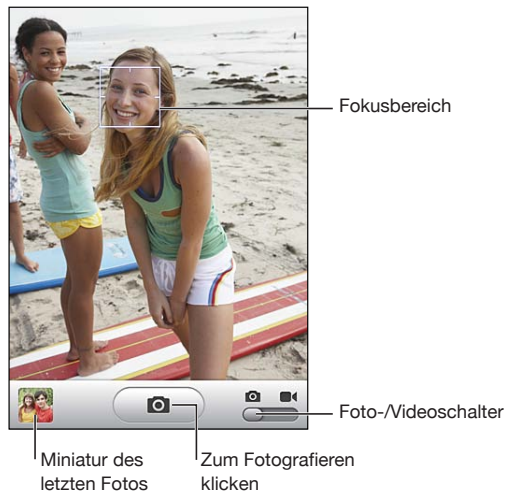 Fokusbereich
Foto-/Videoschalter
Miniatur des
letzten Fotos
Zum Fotografieren
klicken